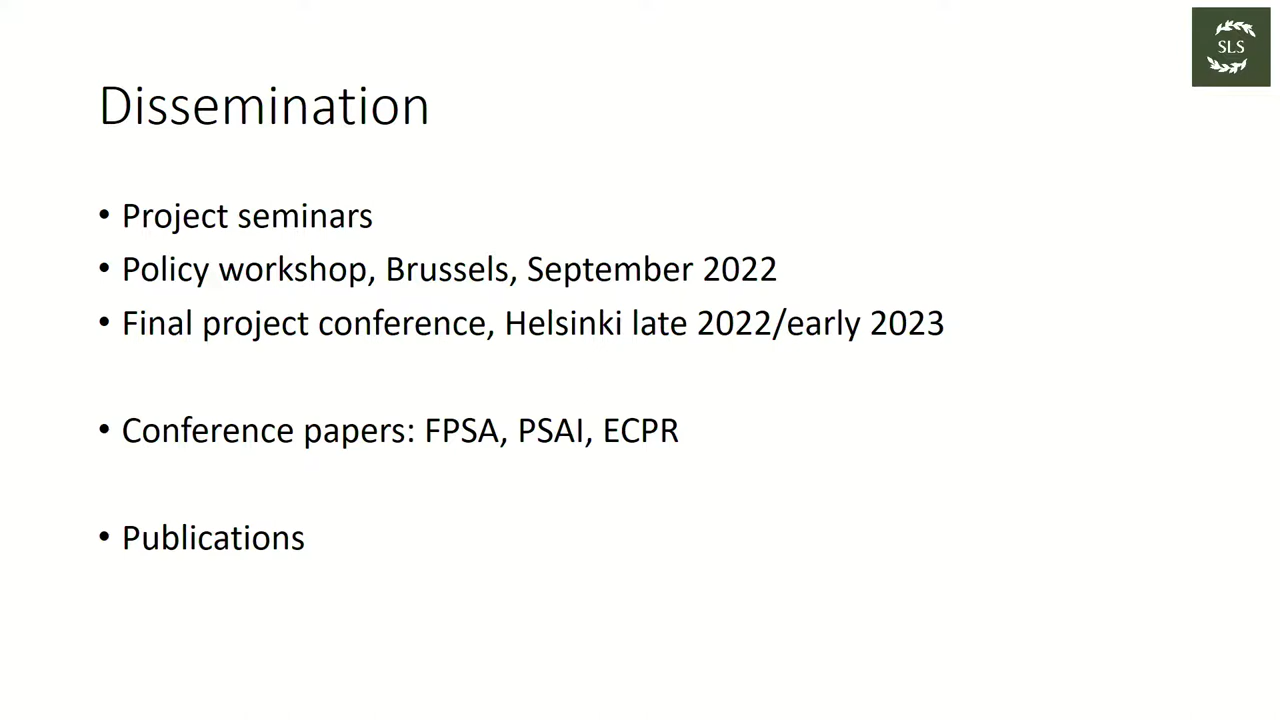 SLS
Dissemination
• Project seminars
• Policy workshop, Brussels, September 2022
• Final project conference, Helsinki late 2022/early 2023
• Conference papers: FPSA, PSAI, ECPR
• Publications